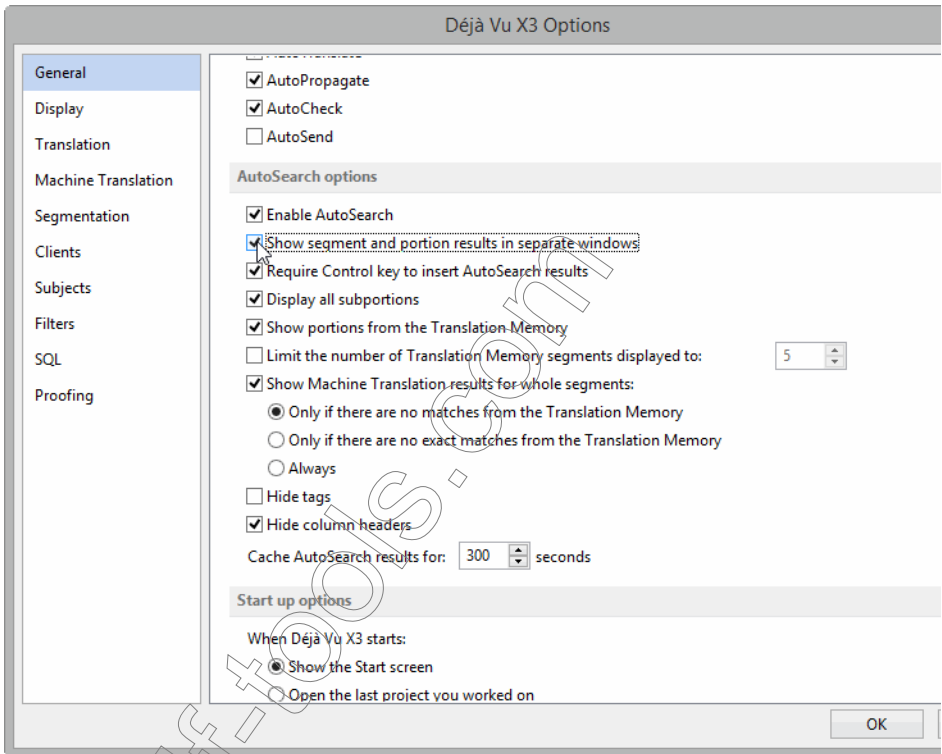 Déjà Vu X3 Options
General
Display
Translation
Machine Translation
Segmentation
Clients
Subjects
Filters
SQL
Proofing
AutoPropagate
AutoCheck
AutoSend
AutoSearch options
Enable AutoSearch
Show segment and portion results in separate windows
Require Control key to insert AutoSearch results
Display all subportions
Show portions from the Translation Memory
Limit the number of Translation Memory segments displayed to: 5
Show Machine Translation results for whole segments:
Only if there are no matches from the Translation Memory
Only if there are no exact matches from the Translation Memory
Always
Hide tags
Hide column headers
Cache AutoSearch results for: 300 seconds
Start up options
When Déjà Vu X3 starts:
Show the Start screen
Open the last project you worked on
OK
f-tools.com